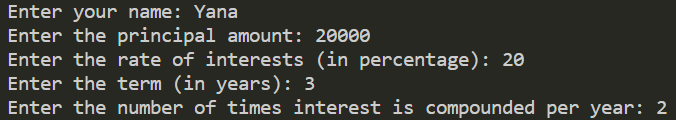 Enter your name: Yana
Enter the principal amount: 20000
Enter the rate of interests (in percentage): 20
Enter the term (in years): 3
Enter the number of times interest is compounded per year: 2